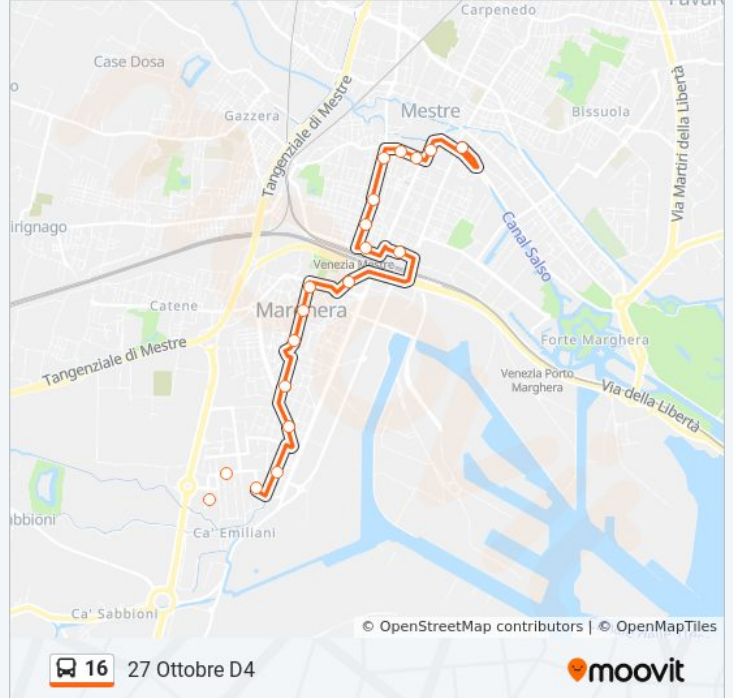 Carpenedo
Case Dosa
Mestre
Gazzera
Bissuola
Tangenziale di Mestre
Via Martiri della Libertà
irignago
Canal Salso
Venezia Mestre
Catene
Marghera
Forte Marghera
Tangenziale di Mestre
Venezia Porto
Marghera
Via della Libertà
bbioni
Ca' Emiliani
Ca' Sabbioni
© OpenStreetMap contributors | © OpenMapTiles
16 27 Ottobre D4
moovit